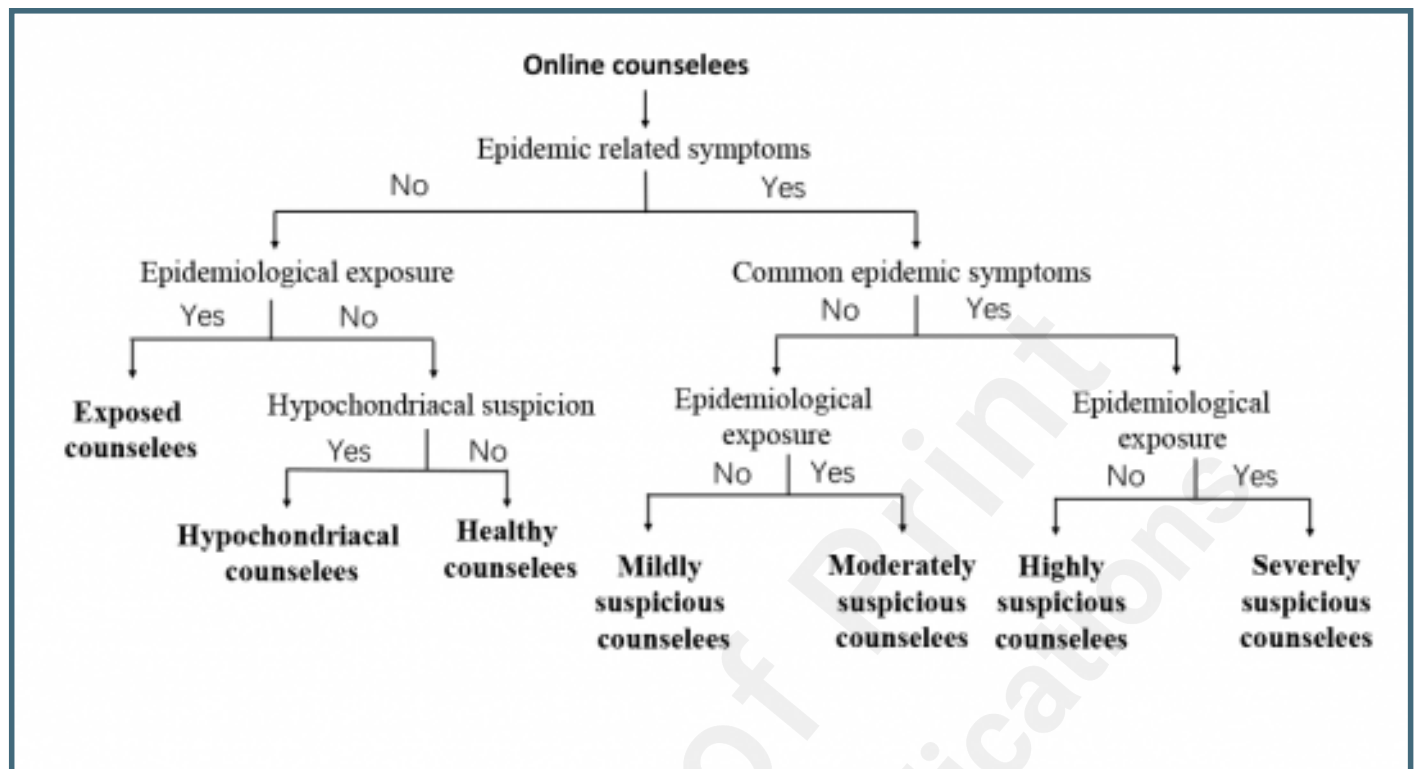 Online counselees
Epidemic related symptoms
No
Yes
Epidemiological exposure
Common epidemic symptoms
Yes
No
No
Yes
Exposed
counselees
Hypochondriacal suspicion
Epidemiological
exposure
Epidemiological
exposure
Yes
No
No
Yes
No
Yes
Hypochondriacal
counselees
Healthy
counselees
Mildly
suspicious
counselees
Moderately
suspicious
counselees
Highly
suspicious
counselees
Severely
suspicious
counselees
of Print